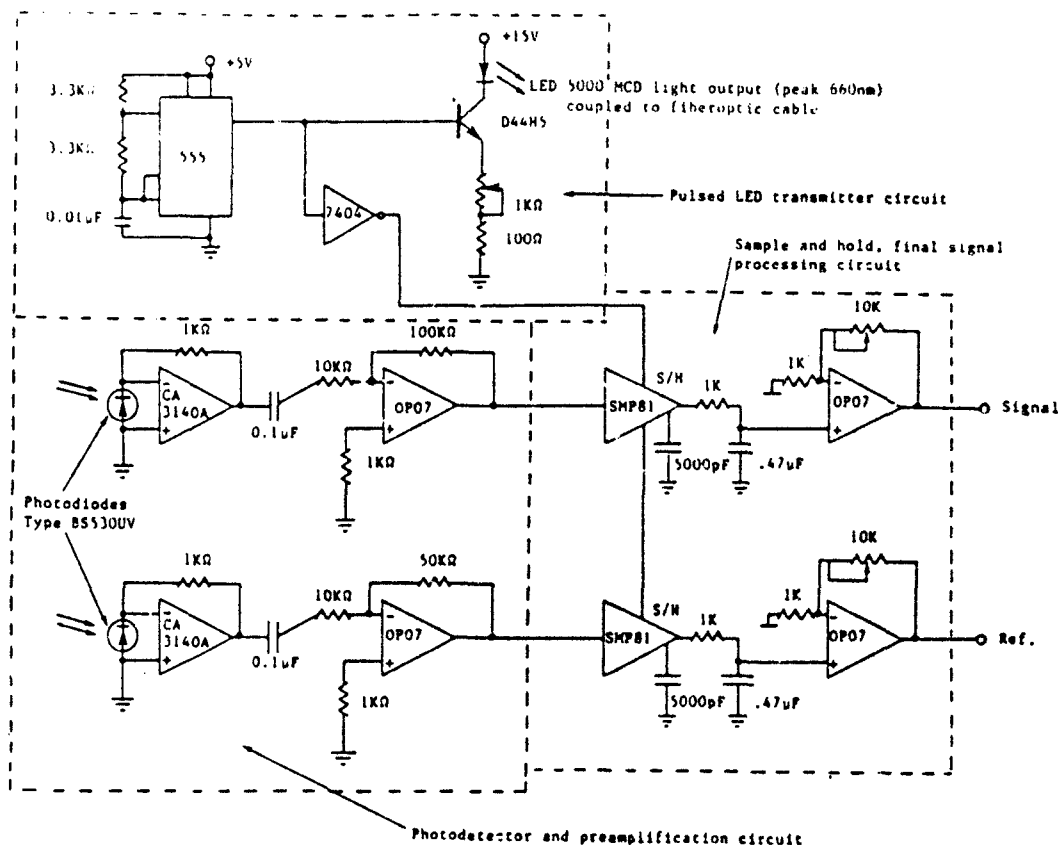 +5V
+15V
3.3KΩ
LED 5000 MCD light output (peak 660nm)
coupled to fiberoptic cable
D44H5
3.3KΩ
555
7404
1KΩ
Pulsed LED transmitter circuit
0.01µF
100Ω
Sample and hold, final signal
processing circuit
1KΩ
100KΩ
10K
10KΩ
S/H
1K
1K
CA
3140A
OP07
SMP81
OP07
Signal
0.1µF
1KΩ
5000pF
.47µF
Photodiodes
Type BS530UV
1KΩ
50KΩ
10K
10KΩ
S/H
1K
1K
CA
3140A
OP07
SMP81
OP07
Ref.
0.1µF
1KΩ
5000pF
.47µF
Photodetector and preamplification circuit